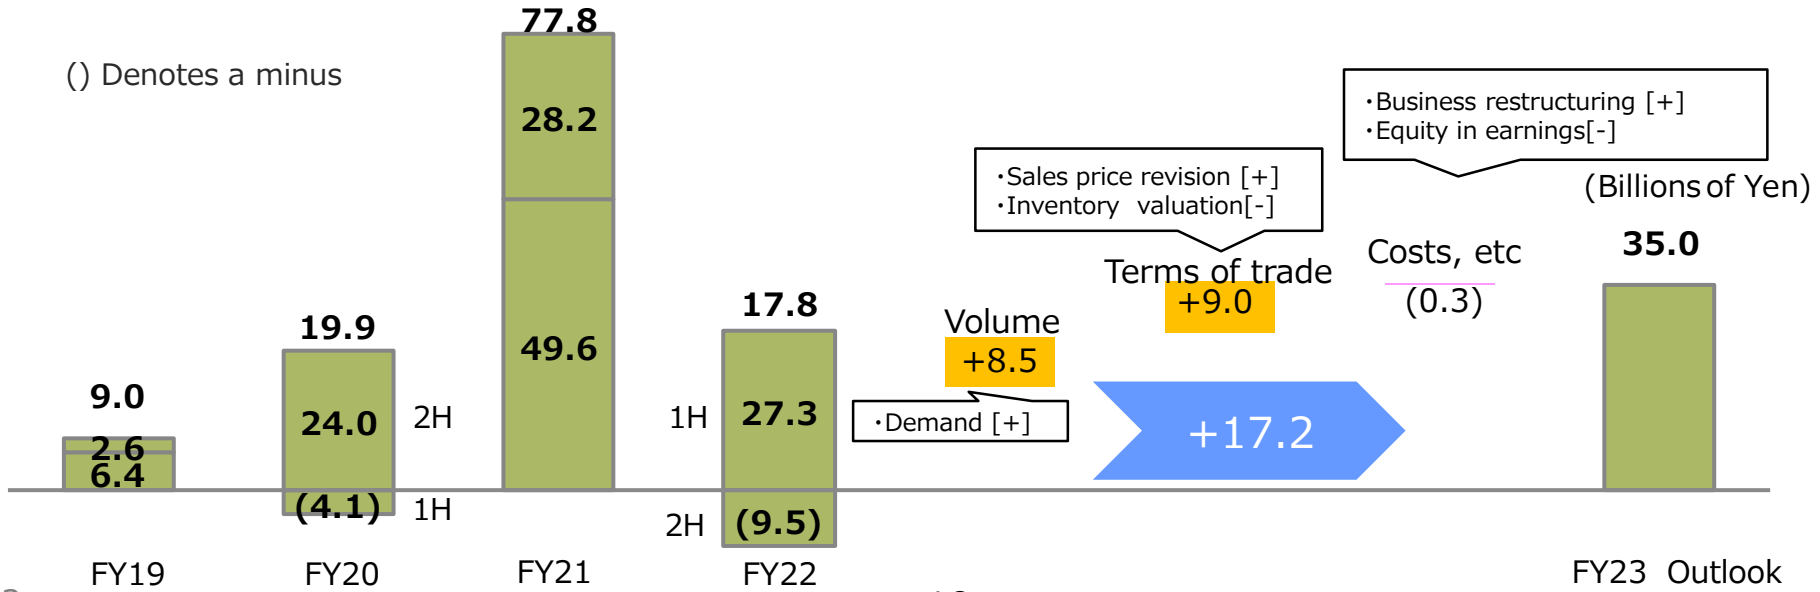 () Denotes a minus
77.8
28.2
49.6
・Business restructuring [+]
・Equity in earnings[-]
・Sales price revision [+]
・Inventory valuation[-]
(Billions of Yen)
35.0
Costs, etc
(0.3)
Terms of trade
+9.0
Volume
+8.5
・Demand [+]
+17.2
9.0
2.6
6.4
19.9
24.0
2H
(4.1)
1H
17.8
1H
27.3
2H
(9.5)
FY19
FY20
FY21
FY22
FY23 Outlook